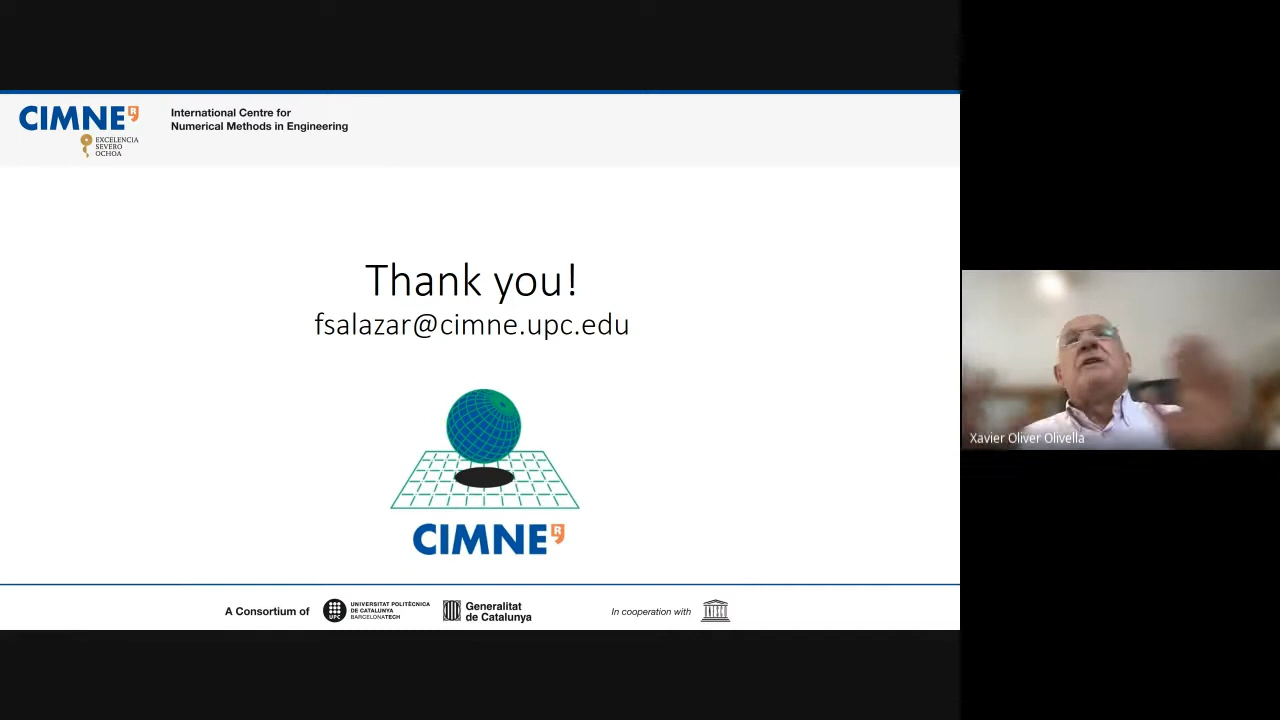 CIMNE R
EXCELENCIA
SEVERO
OCHOA
International Centre for
Numerical Methods in Engineering
Thank you!
fsalazar@cimne.upc.edu
Xavier Oliver Olivella
CIMNE R
A Consortium of
UPC
UNIVERSITAT POLITÈCNICA
DE CATALUNYA
BARCELONATECH
Generalitat
de Catalunya
In cooperation with